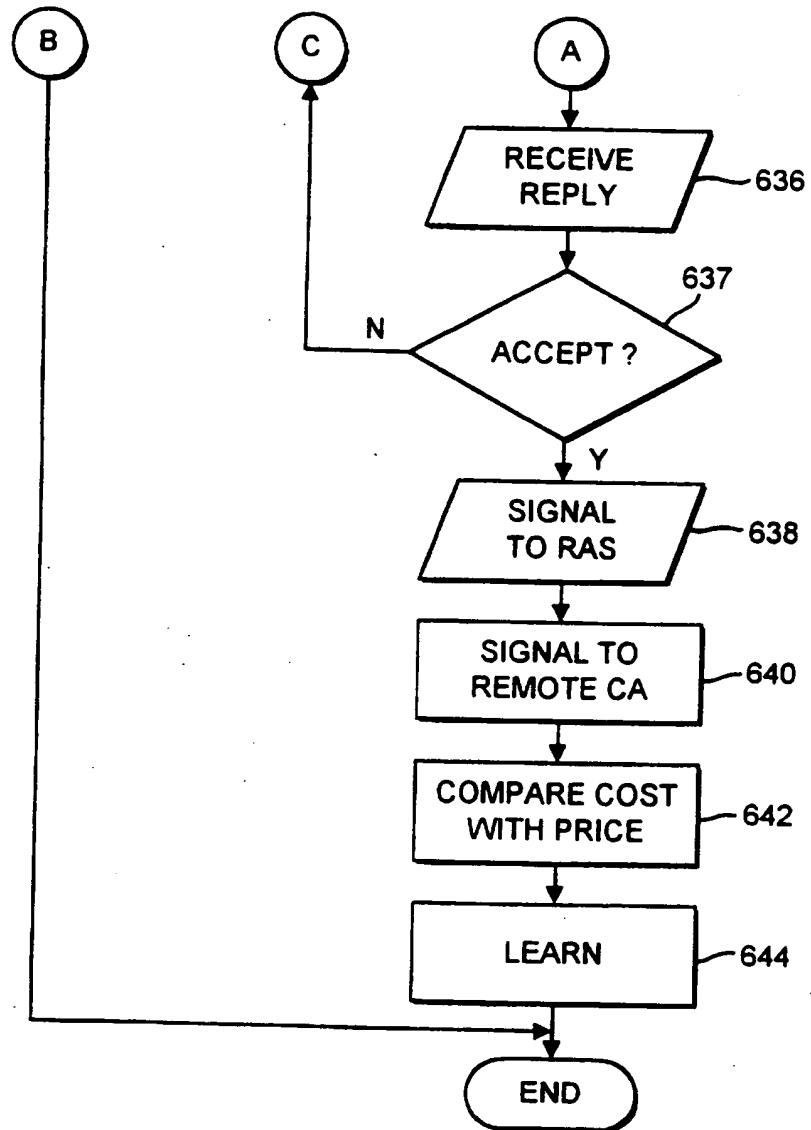 B
C
A
RECEIVE
REPLY
636
637
N
ACCEPT ?
Y
SIGNAL
TO RAS
638
SIGNAL TO
REMOTE CA
640
COMPARE COST
WITH PRICE
642
LEARN
644
END